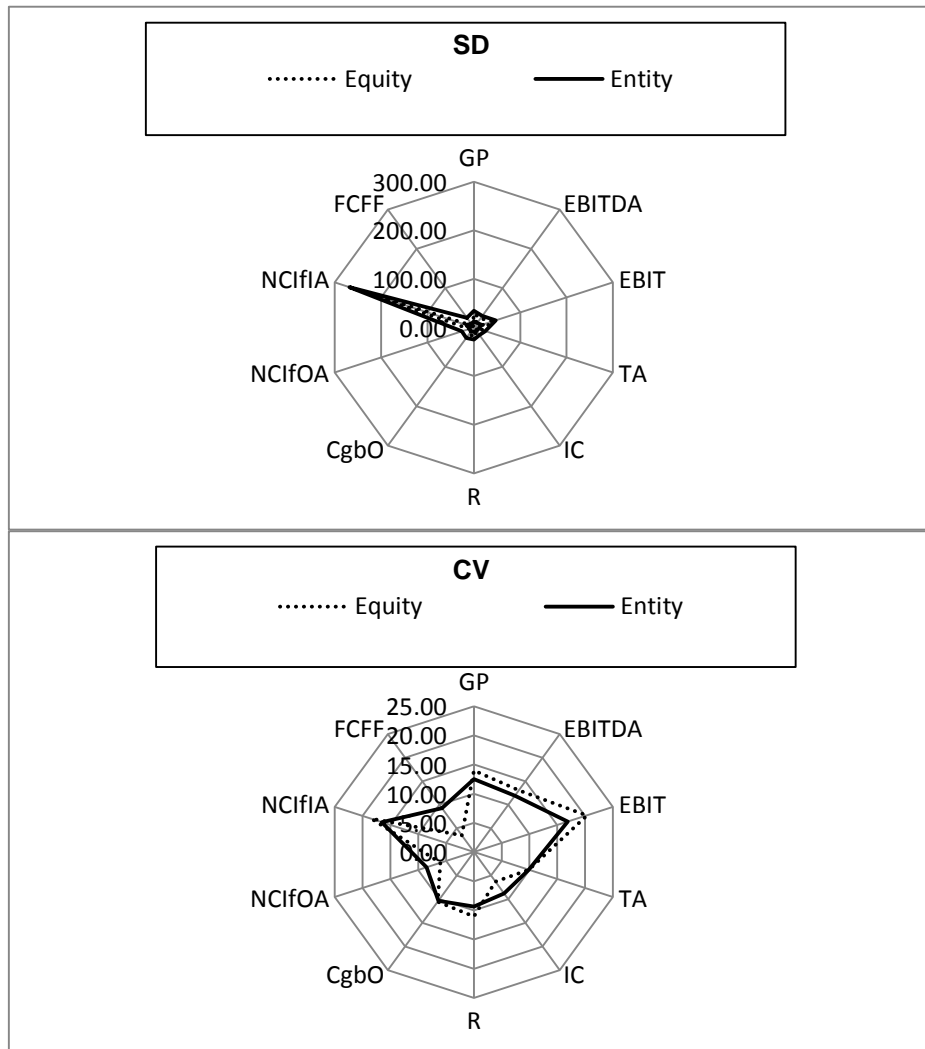 SD
Equity Entity
GP
300.00
FCFF EBITDA
200.00
NCIfIA 100.00 EBIT
0.00
NCIfOA TA
CgbO IC
R
CV
Equity Entity
GP
25.00
FCFF 20.00 EBITDA
15.00
NCIfIA 10.00 EBIT
5.00
0.00
NCIfOA TA
CgbO IC
R